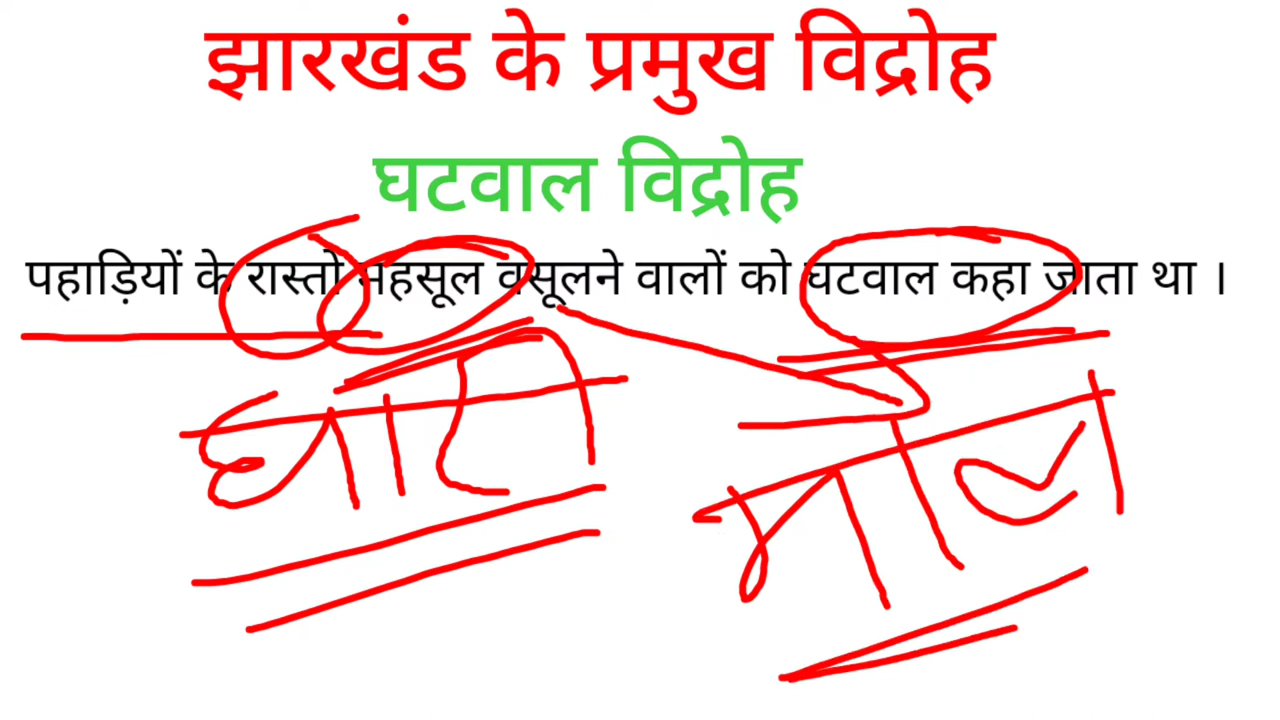 झारखंड के प्रमुख विद्रोह
घटवाल विद्रोह
पहाड़ियों के रास्तो महसूल वसूलने वालों को घटवाल कहा जाता था ।
घाटी माल